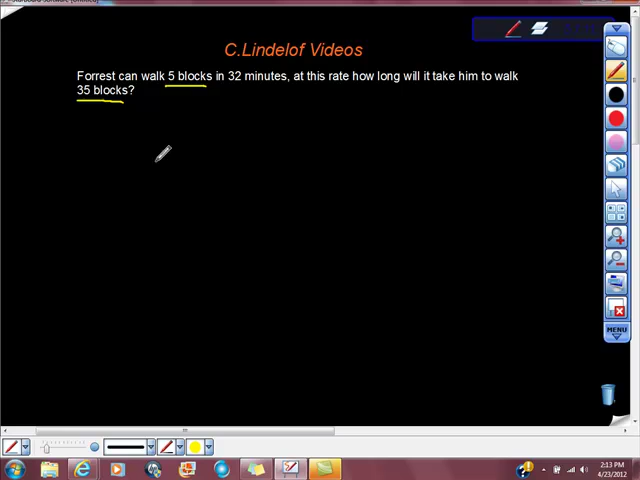 C.Lindelof Videos
Forrest can walk 5 blocks in 32 minutes, at this rate how long will it take him to walk
35 blocks?
MENU
2:13 PM
4/23/2012